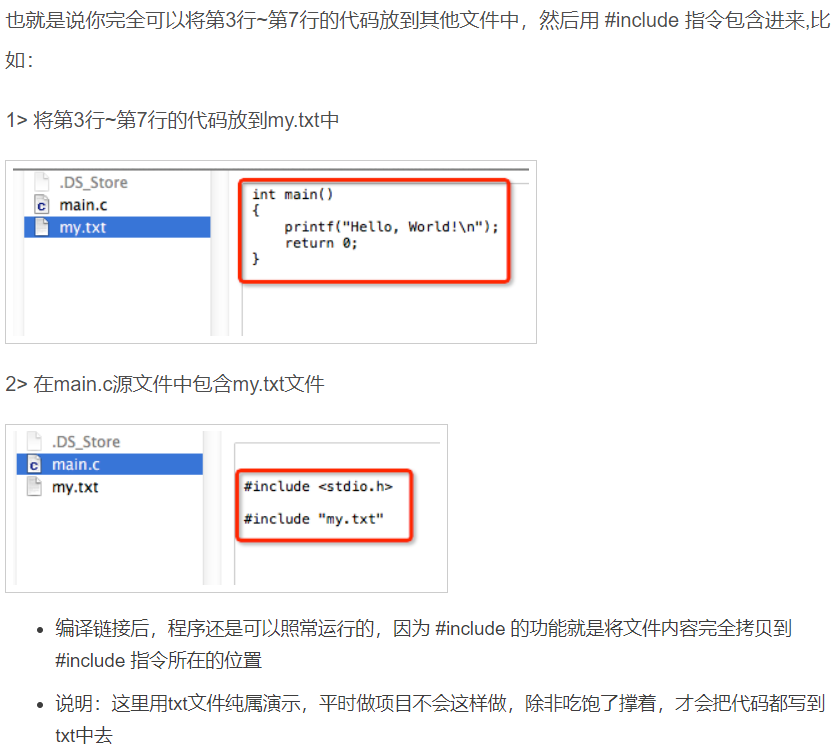 也就是说你完全可以将第3行~第7行的代码放到其他文件中，然后用 #include 指令包含进来,比
如：
1> 将第3行~第7行的代码放到my.txt中
.DS_Store
main.c
my.txt
int main()
{
    printf("Hello, World!\n");
    return 0;
}
2> 在main.c源文件中包含my.txt文件
.DS_Store
main.c
my.txt
#include <stdio.h>
#include "my.txt"
• 编译链接后，程序还是可以照常运行的，因为 #include 的功能就是将文件内容完全拷贝到
#include 指令所在的位置
• 说明：这里用txt文件纯属演示，平时做项目不会这样做，除非吃饱了撑着，才会把代码都写到
txt中去